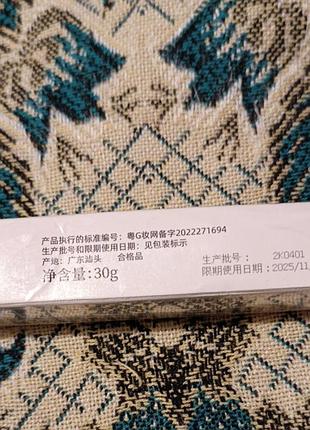 产品执行的标准编号：粤G妆网备字2022271694
生产批号和限期使用日期：见包装标示
产地：广东汕头 合格品
净含量:30g
生产批号： 2K0401
限期使用日期：2025/11